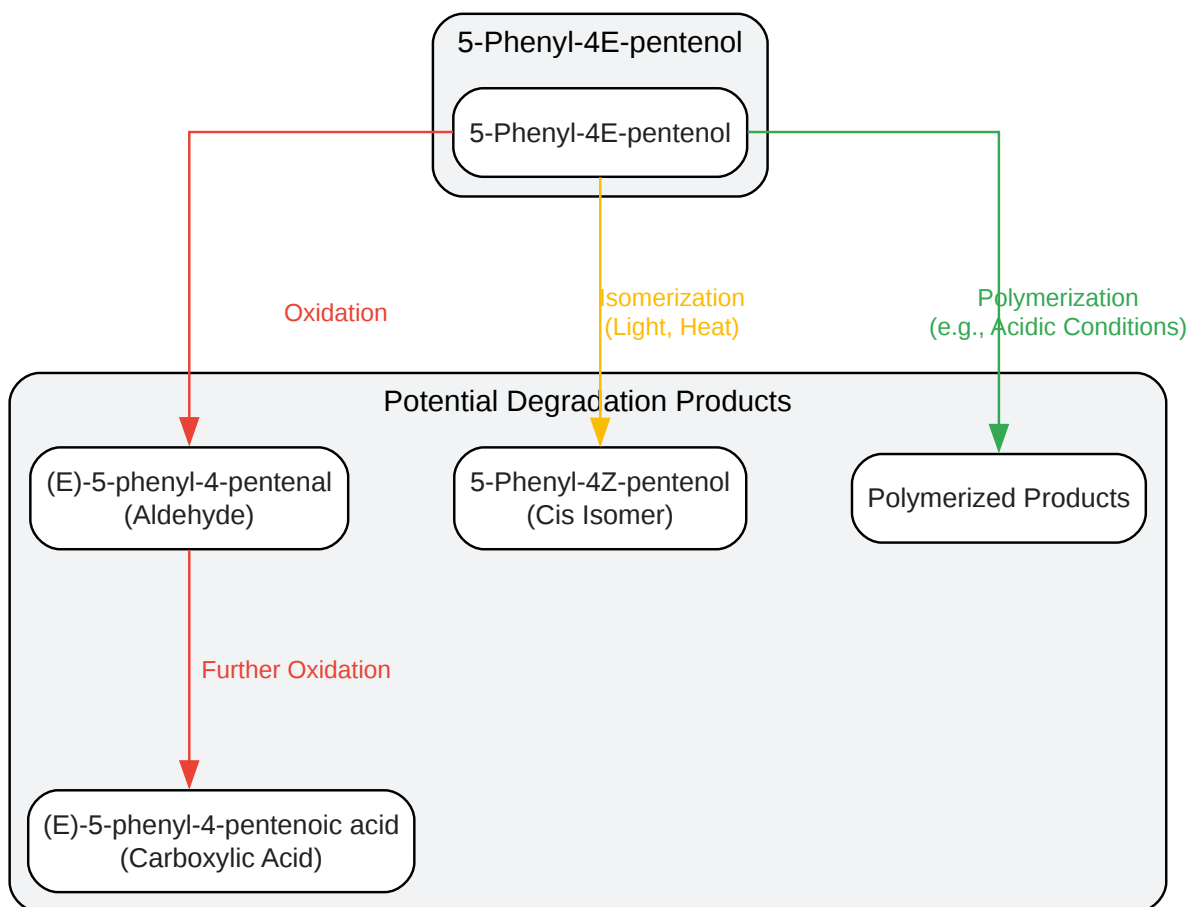 5-Phenyl-4E-pentenol
5-Phenyl-4E-pentenol
Oxidation
Isomerization
(Light, Heat)
Polymerization
(e.g., Acidic Conditions)
Potential Degradation Products
(E)-5-phenyl-4-pentenal
(Aldehyde)
5-Phenyl-4Z-pentenol
(Cis Isomer)
Polymerized Products
Further Oxidation
(E)-5-phenyl-4-pentenoic acid
(Carboxylic Acid)